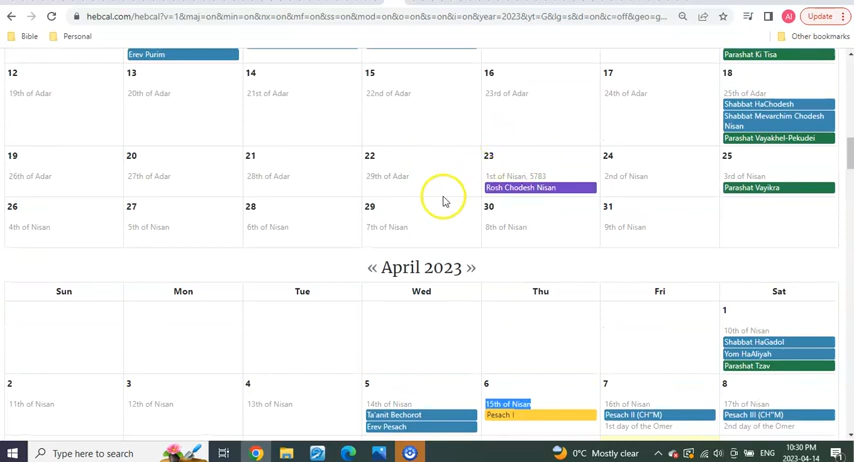 hebcal.com/hebcal?v=1&maj=on&min=on&nx=on&mf=on&ss=on&mod=on&o=on&s=on&i=on&year=2023&yt=G&lg=s&d=on&c=off&geo=g...
Update
Bible
Personal
Other bookmarks
Erev Purim
Parashat Ki Tisa
12 13 14 15 16 17 18
19th of Adar 20th of Adar 21st of Adar 22nd of Adar 23rd of Adar 24th of Adar 25th of Adar
Shabbat HaChodesh
Shabbat Mevarchim Chodesh
Nisan
Parashat Vayakhel-Pekudei
19 20 21 22 23 24 25
26th of Adar 27th of Adar 28th of Adar 29th of Adar 1st of Nisan, 5783 2nd of Nisan 3rd of Nisan
Rosh Chodesh Nisan Parashat Vayikra
26 27 28 29 30 31
4th of Nisan 5th of Nisan 6th of Nisan 7th of Nisan 8th of Nisan 9th of Nisan
« April 2023 »
Sun Mon Tue Wed Thu Fri Sat
1
10th of Nisan
Shabbat HaGadol
Yom HaAliyah
Parashat Tzav
2 3 4 5 6 7 8
11th of Nisan 12th of Nisan 13th of Nisan 14th of Nisan 15th of Nisan 16th of Nisan 17th of Nisan
Ta'anit Bechorot Pesach I Pesach II (CH"M) Pesach III (CH"M)
Erev Pesach 1st day of the Omer 2nd day of the Omer
Type here to search
0°C Mostly clear
ENG
10:30 PM
2023-04-14